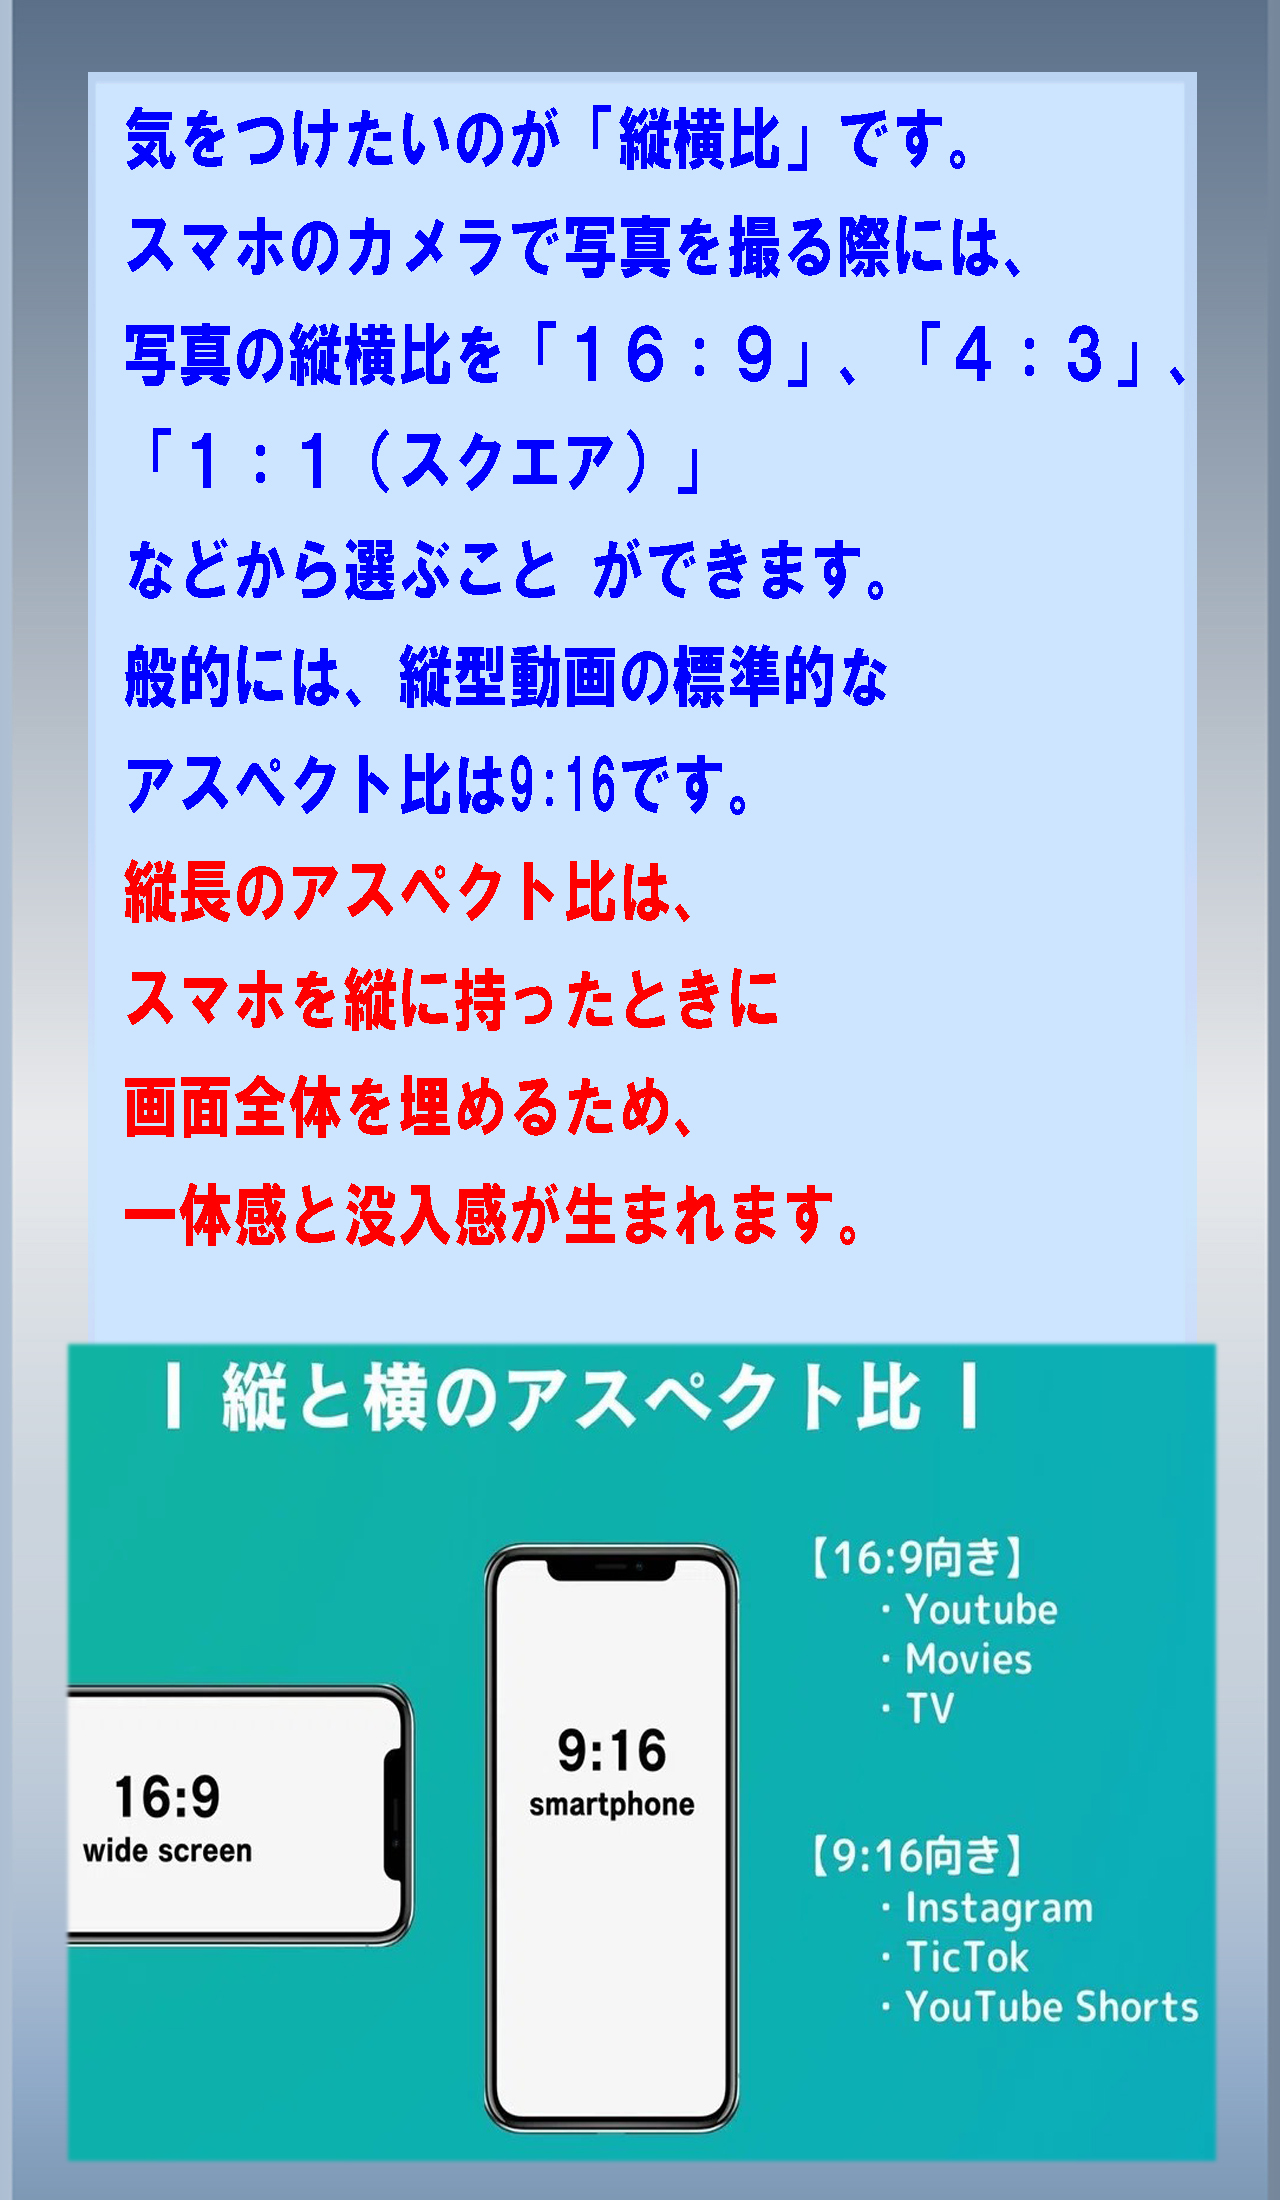 気をつけたいのが「縦横比」です。
スマホのカメラで写真を撮る際には、
写真の縦横比を「１６：９」、「４：３」、
「１：１（スクエア）」
などから選ぶこと ができます。
般的には、縦型動画の標準的な
アスペクト比は9:16です。
縦長のアスペクト比は、
スマホを縦に持ったときに
画面全体を埋めるため、
一体感と没入感が生まれます。
| 縦と横のアスペクト比 |
16:9
wide screen
9:16
smartphone
【16:9向き】
・Youtube
・Movies
・TV
【9:16向き】
・Instagram
・TicTok
・YouTube Shorts